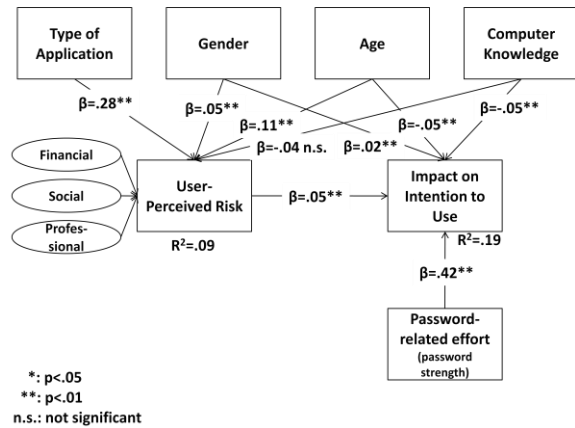 Type of
Application
Gender
Age
Computer
Knowledge
β=.28**
β=.05**
β=.11**
β=-.05**
β=-.05**
β=-.04 n.s.
β=.02**
Financial
Social
Profes-
sional
User-
Perceived Risk
β=.05**
Impact on
Intention to
Use
R²=.09
R²=.19
β=.42**
Password-
related effort
(password
strength)
*: p<.05
**: p<.01
n.s.: not significant